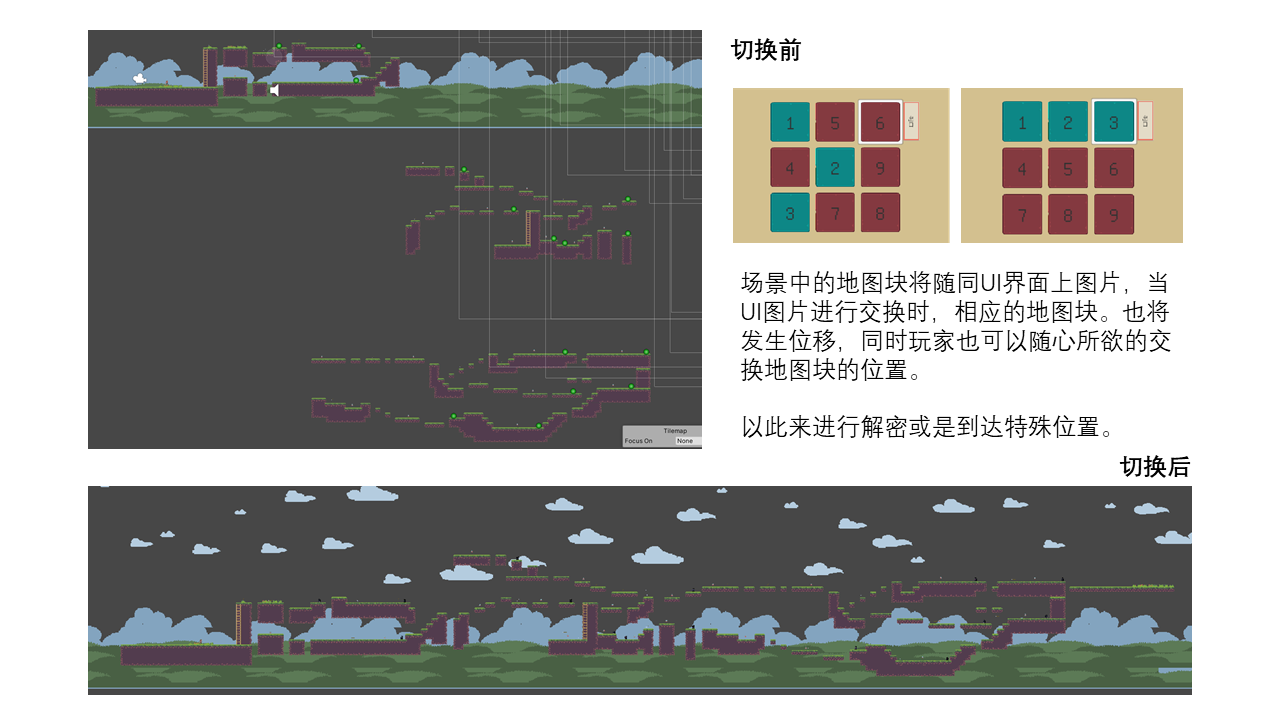 切换前
1 5 6
4 2 9
3 7 8
1 2 3
4 5 6
7 8 9
场景中的地图块将随同UI界面上图片，当
UI图片进行交换时，相应的地图块。也将
发生位移，同时玩家也可以随心所欲的交
换地图块的位置。
以此来进行解密或是到达特殊位置。
Tilemap
Focus On None
切换后